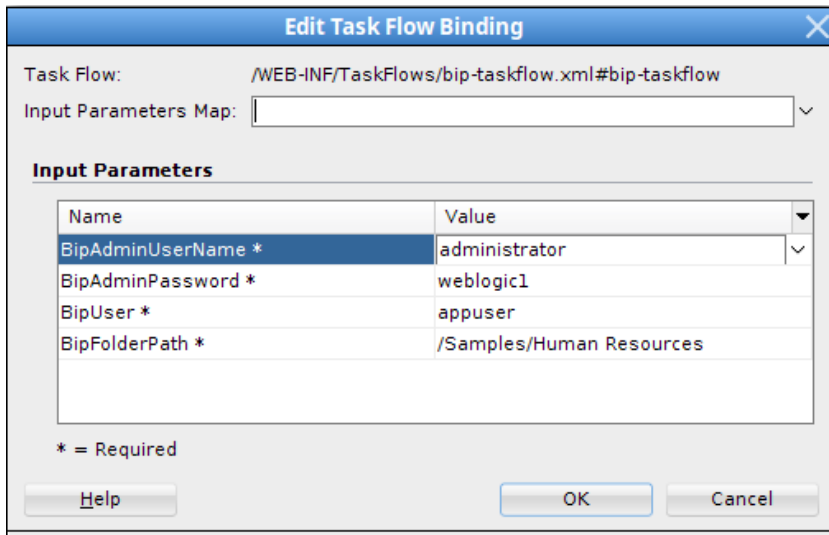 Edit Task Flow Binding
Task Flow: /WEB-INF/TaskFlows/bip-taskflow.xml#bip-taskflow
Input Parameters Map:
Input Parameters
Name Value
BipAdminUserName * administrator
BipAdminPassword * weblogic1
BipUser * appuser
BipFolderPath * /Samples/Human Resources
* = Required
Help OK Cancel